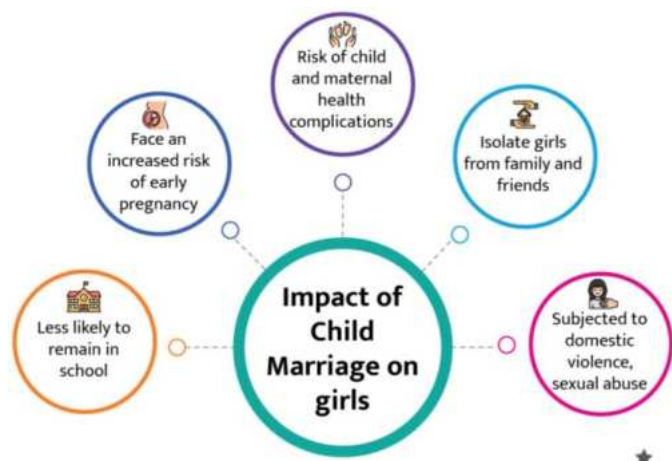 Risk of child
and maternal
health
complications
Face an
increased risk
of early
pregnancy
Isolate girls
from family and
friends
Less likely to
remain in
school
Impact of
Child
Marriage on
girls
Subjected to
domestic
violence,
sexual abuse